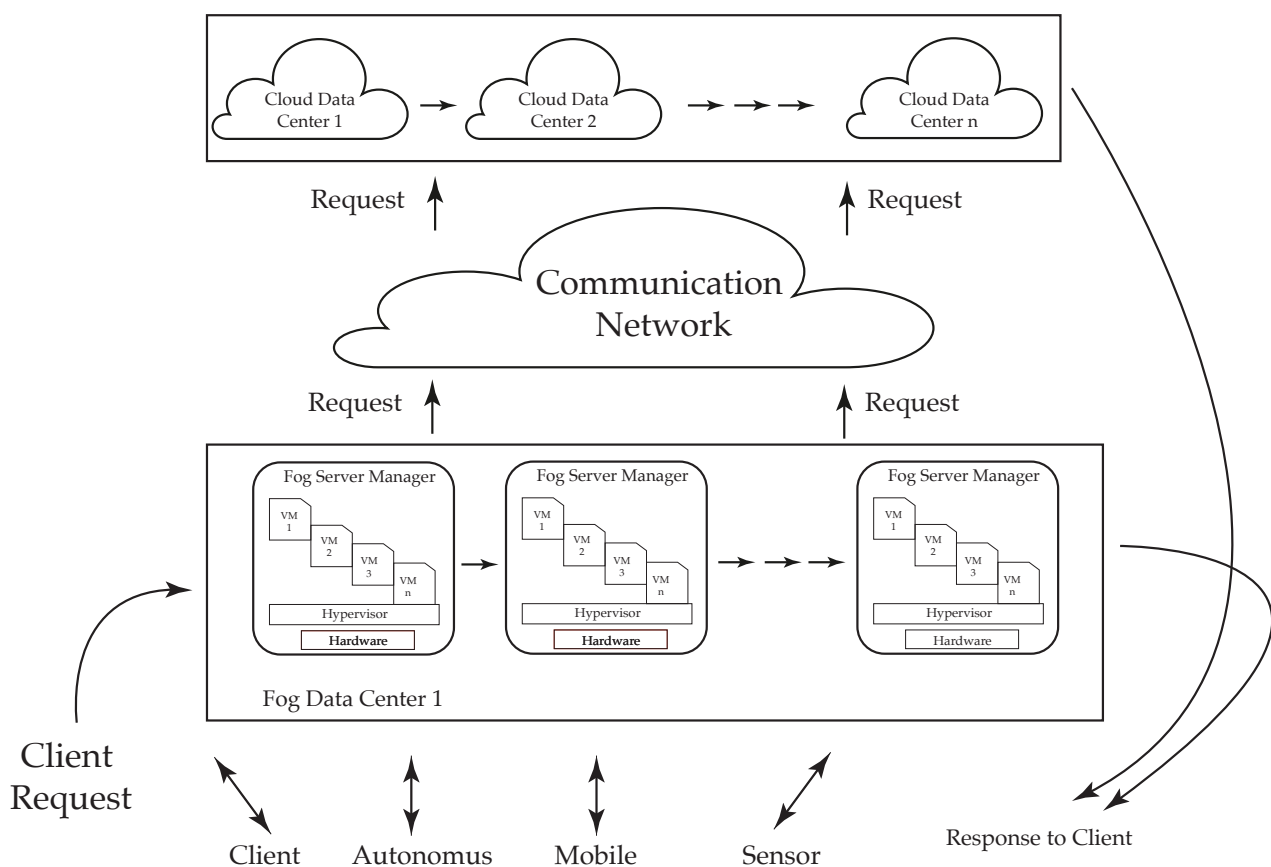 Cloud Data
Center 1
Cloud Data
Center 2
Cloud Data
Center n
Request
Request
Communication
Network
Request
Request
Fog Server Manager
VM
1
VM
2
VM
3
VM
n
Hypervisor
Hardware
Fog Server Manager
VM
1
VM
2
VM
3
VM
n
Hypervisor
Hardware
Fog Server Manager
VM
1
VM
2
VM
3
VM
n
Hypervisor
Hardware
Fog Data Center 1
Client
Request
Client
Autonomus
Mobile
Sensor
Response to Client